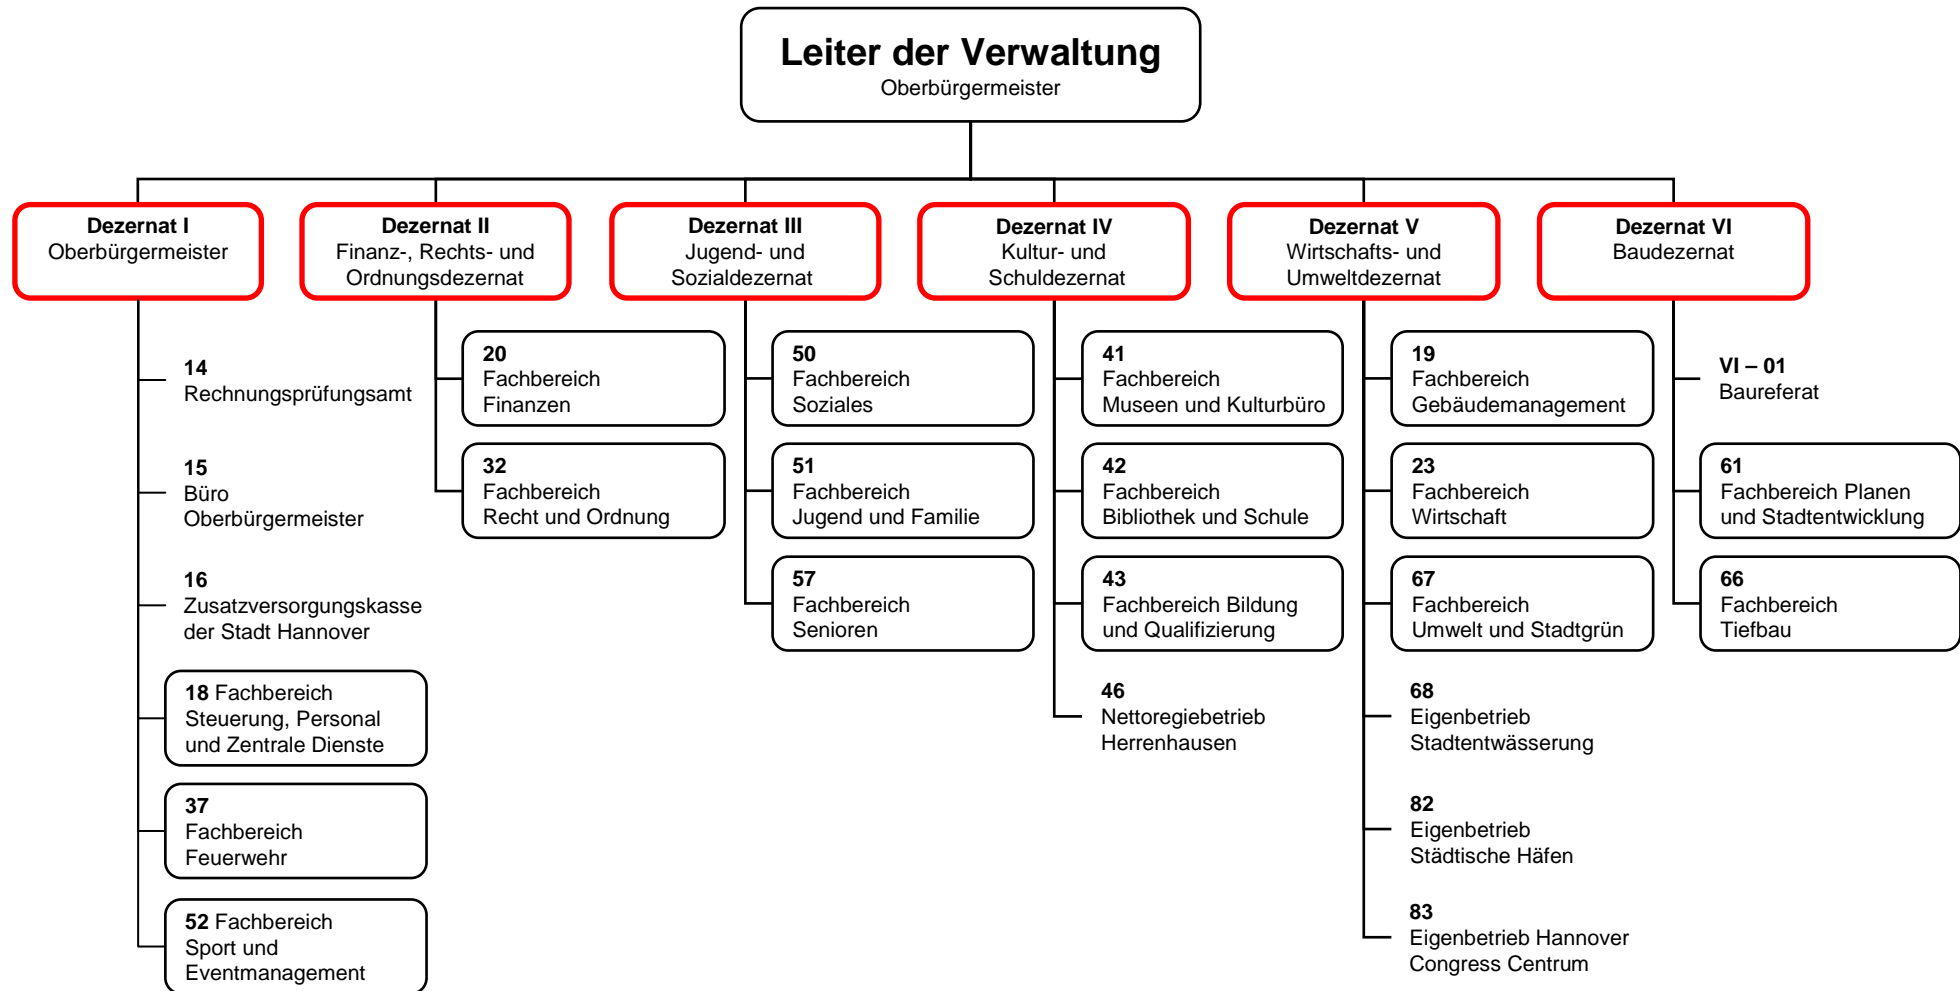 Leiter der Verwaltung
Oberbürgermeister
Dezernat I
Oberbürgermeister
14
Rechnungsprüfungsamt
15
Büro
Oberbürgermeister
16
Zusatzversorgungskasse
der Stadt Hannover
18 Fachbereich
Steuerung, Personal
und Zentrale Dienste
37
Fachbereich
Feuerwehr
52 Fachbereich
Sport und
Eventmanagement
Dezernat II
Finanz-, Rechts- und
Ordnungsdezernat
20
Fachbereich
Finanzen
32
Fachbereich
Recht und Ordnung
Dezernat III
Jugend- und
Sozialdezernat
50
Fachbereich
Soziales
51
Fachbereich
Jugend und Familie
57
Fachbereich
Senioren
Dezernat IV
Kultur- und
Schuldezernat
41
Fachbereich
Museen und Kulturbüro
42
Fachbereich
Bibliothek und Schule
43
Fachbereich Bildung
und Qualifizierung
46
Nettoregiebetrieb
Herrenhausen
Dezernat V
Wirtschafts- und
Umweltdezernat
19
Fachbereich
Gebäudemanagement
23
Fachbereich
Wirtschaft
67
Fachbereich
Umwelt und Stadtgrün
68
Eigenbetrieb
Stadtentwässerung
82
Eigenbetrieb
Städtische Häfen
83
Eigenbetrieb Hannover
Congress Centrum
Dezernat VI
Baudezernat
VI – 01
Baureferat
61
Fachbereich Planen
und Stadtentwicklung
66
Fachbereich
Tiefbau